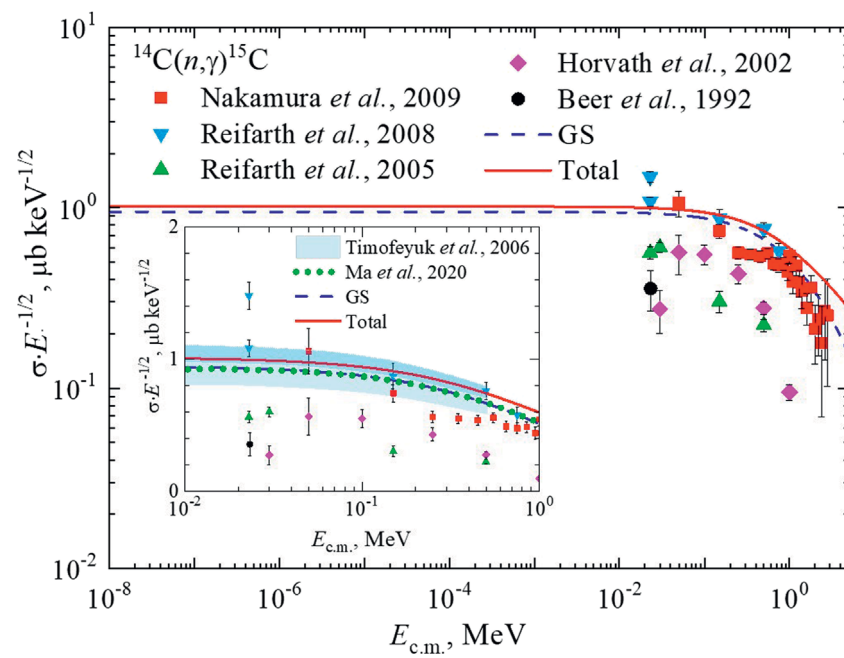 ¹⁴C(n,γ)¹⁵C
Nakamura et al., 2009
Reifarth et al., 2008
Reifarth et al., 2005
Horvath et al., 2002
Beer et al., 1992
GS
Total
10¹
10⁰
10⁻¹
10⁻²
σ·E⁻¹/², μb keV⁻¹/²
Timofeyuk et al., 2006
Ma et al., 2020
GS
Total
2
1
0
σ·E⁻¹/², μb keV⁻¹/²
10⁻² 10⁻¹ 10⁰
E_c.m., MeV
10⁻⁸ 10⁻⁶ 10⁻⁴ 10⁻² 10⁰
E_c.m., MeV